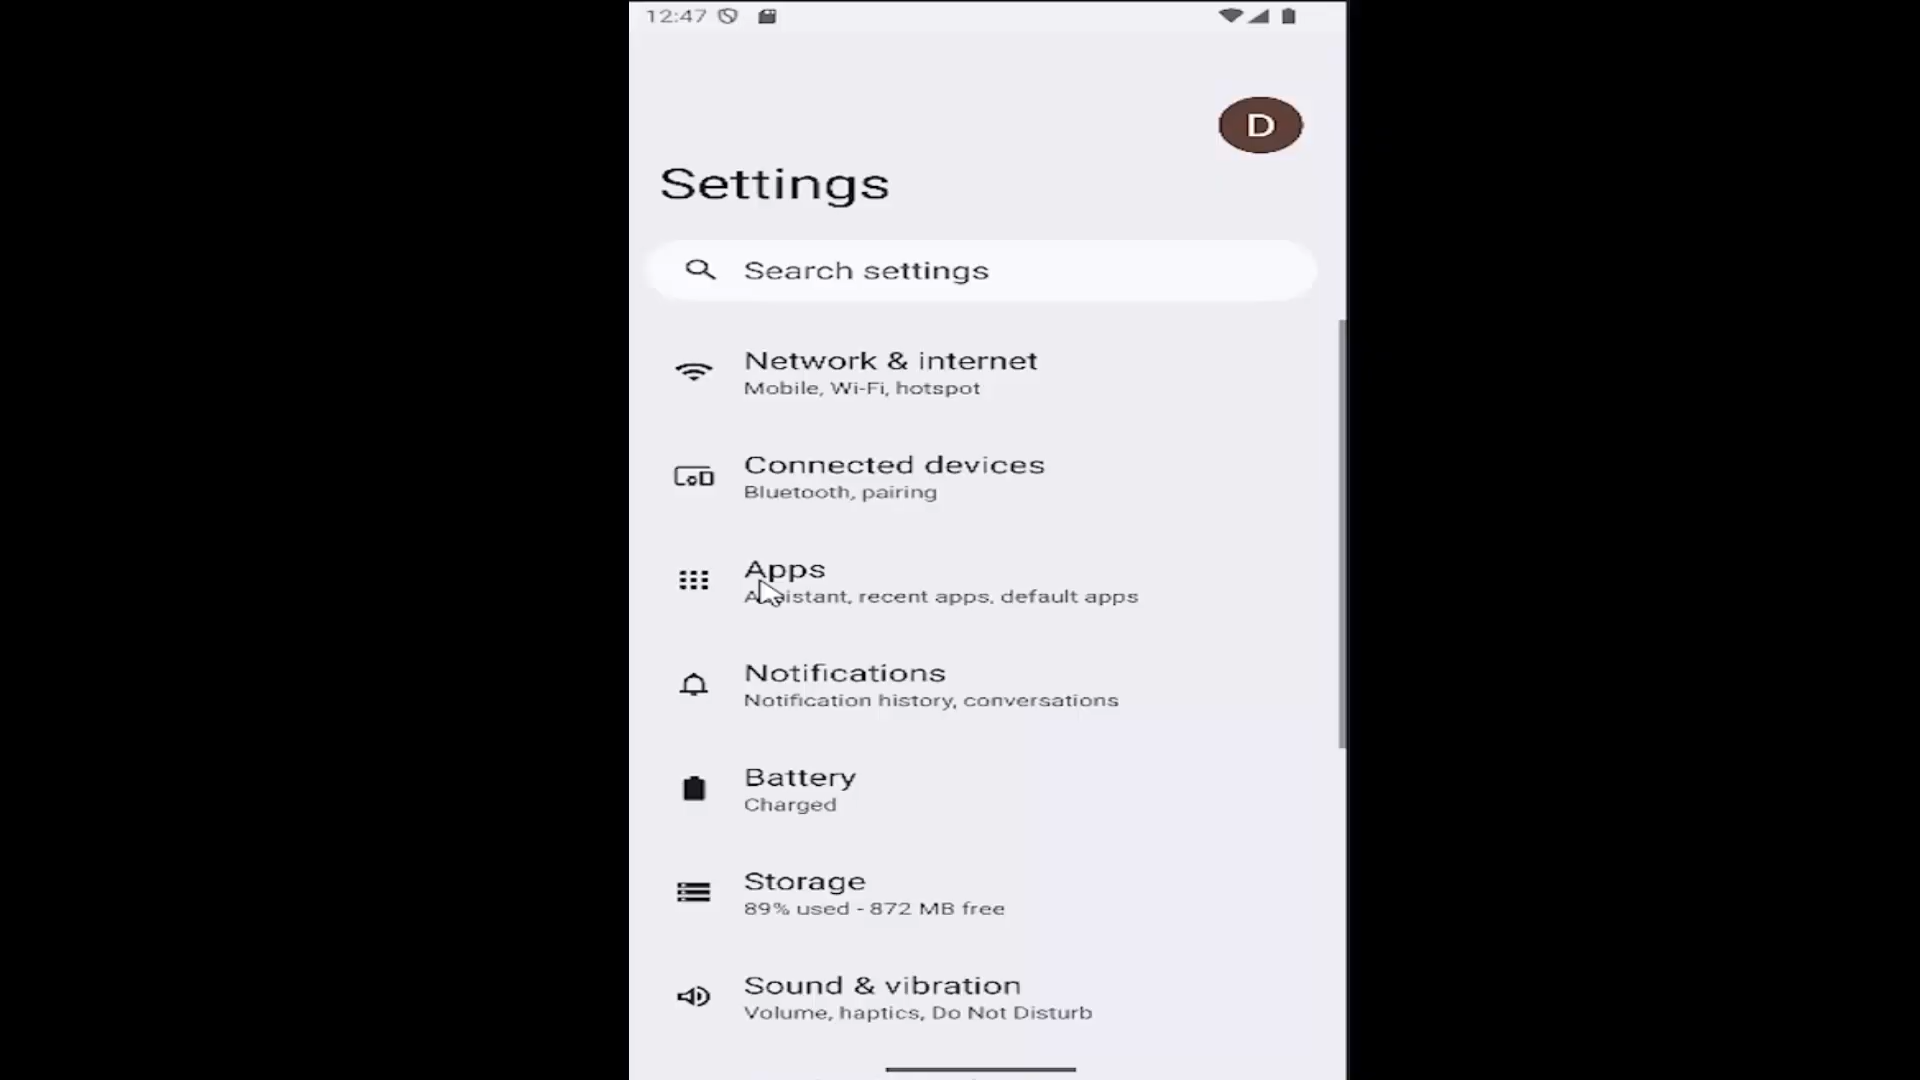 12:47
D
Settings
Search settings
Network & internet
Mobile, Wi-Fi, hotspot
Connected devices
Bluetooth, pairing
Apps
Assistant, recent apps, default apps
Notifications
Notification history, conversations
Battery
Charged
Storage
89% used - 872 MB free
Sound & vibration
Volume, haptics, Do Not Disturb